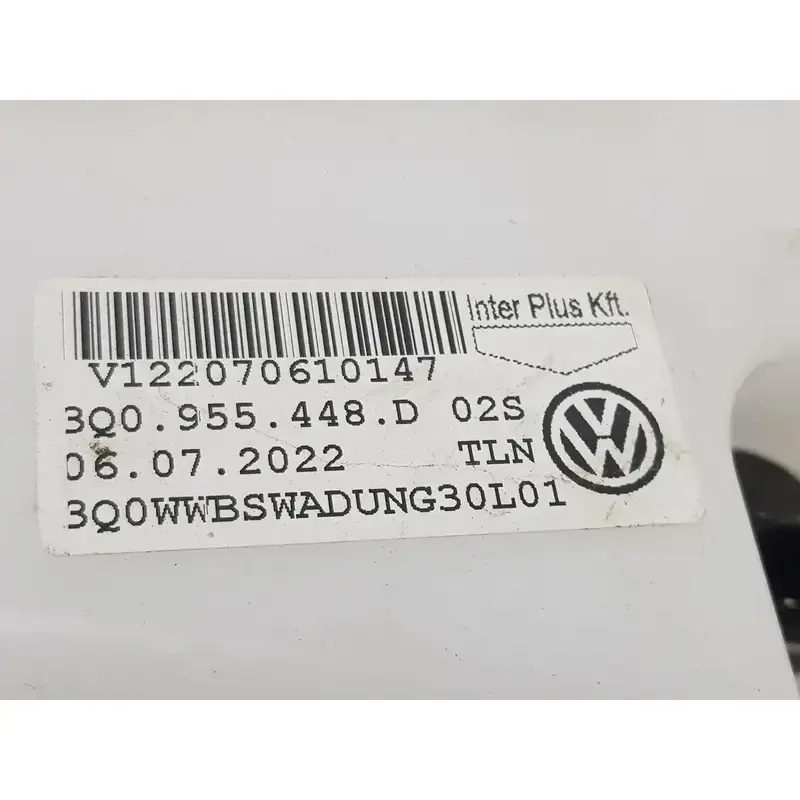 Inter Plus Kft.
V122070610147
3Q0.955.448.D 02S
06.07.2022 TLN
3Q0WWBSWADUNG30L01